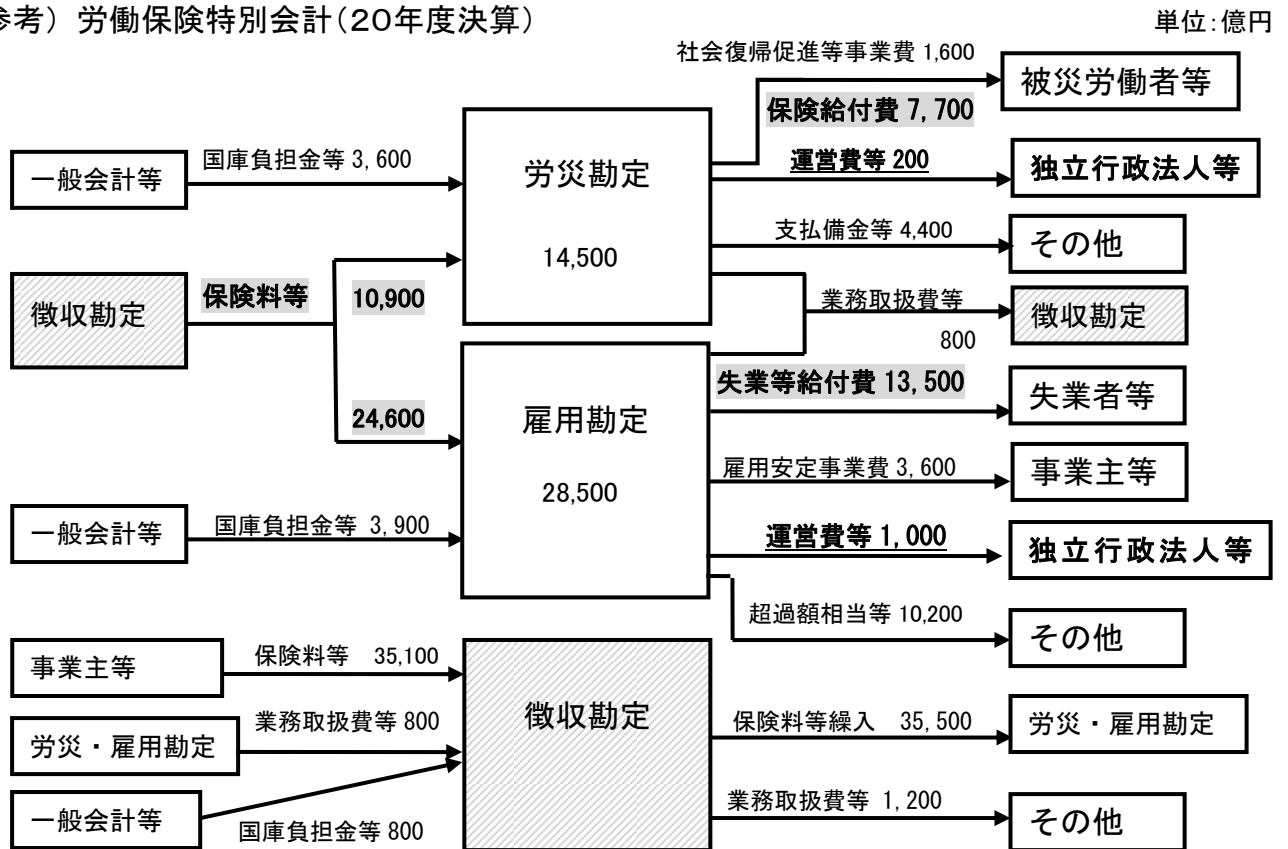 参考）労働保険特別会計（20年度決算）
単位：億円
社会復帰促進等事業費 1,600
被災労働者等
保険給付費 7,700
一般会計等
国庫負担金等 3,600
労災勘定
14,500
運営費等 200
独立行政法人等
支払備金等 4,400
その他
徴収勘定
保険料等
10,900
24,600
業務取扱費等
800
徴収勘定
雇用勘定
28,500
失業等給付費 13,500
失業者等
雇用安定事業費 3,600
事業主等
一般会計等
国庫負担金等 3,900
運営費等 1,000
独立行政法人等
超過額相当等 10,200
その他
事業主等
保険料等 35,100
労災・雇用勘定
業務取扱費等 800
一般会計等
国庫負担金等 800
徴収勘定
保険料等繰入 35,500
労災・雇用勘定
業務取扱費等 1,200
その他